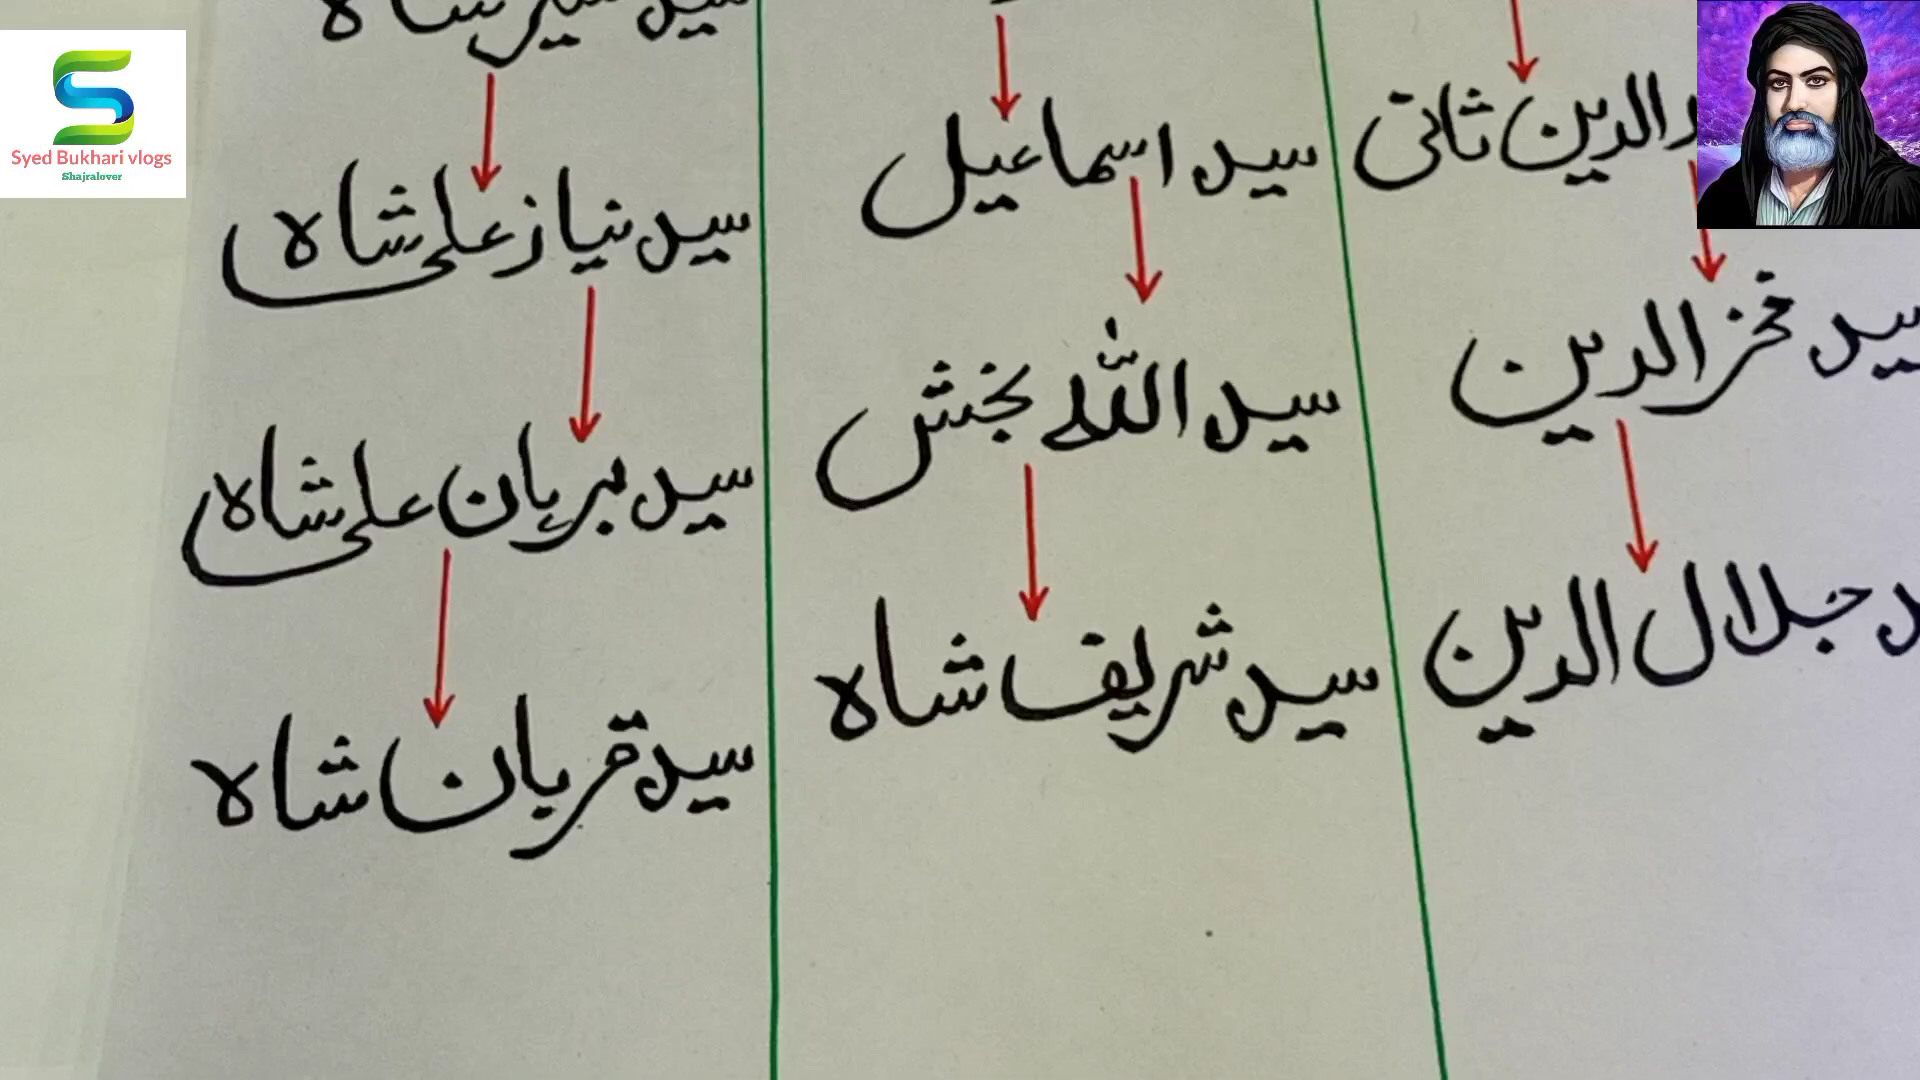 الدین ثانی
سید فخر الدین
جلال الدین
سید اسماعیل
سید اللہ بخش
سید شریف شاہ
سید نیاز علی شاہ
سید برہان علی شاہ
سید قربان شاہ
Syed Bukhari vlogs
Shajralover